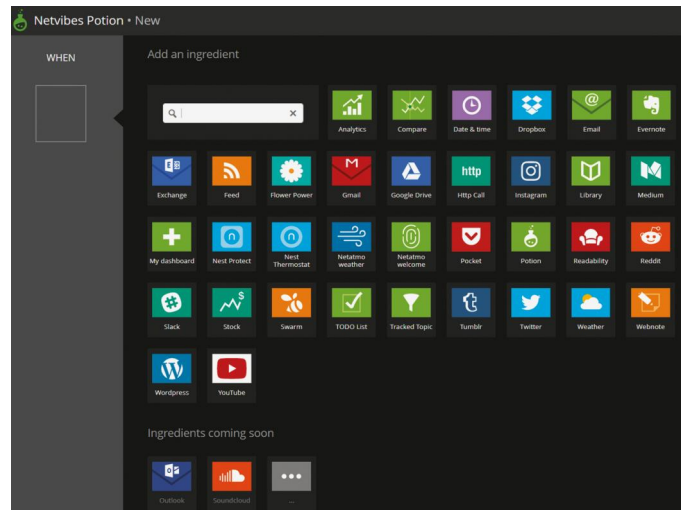 Netvibes Potion • New
WHEN
Add an ingredient
Analytics
Compare
Date & time
Dropbox
@
Email
Evernote
E
Exchange
Feed
Flower Power
M
Gmail
Google Drive
http
Http Call
Instagram
Library
Medium
My dashboard
Nest Protect
Nest
Thermostat
Netatmo
weather
Netatmo
welcome
Pocket
Potion
Readability
Reddit
Slack
$
Stock
Swarm
TODO List
Tracked Topic
t
Tumblr
Twitter
Weather
Webnote
W
Wordpress
YouTube
Ingredients coming soon
O
Outlook
Soundcloud
...